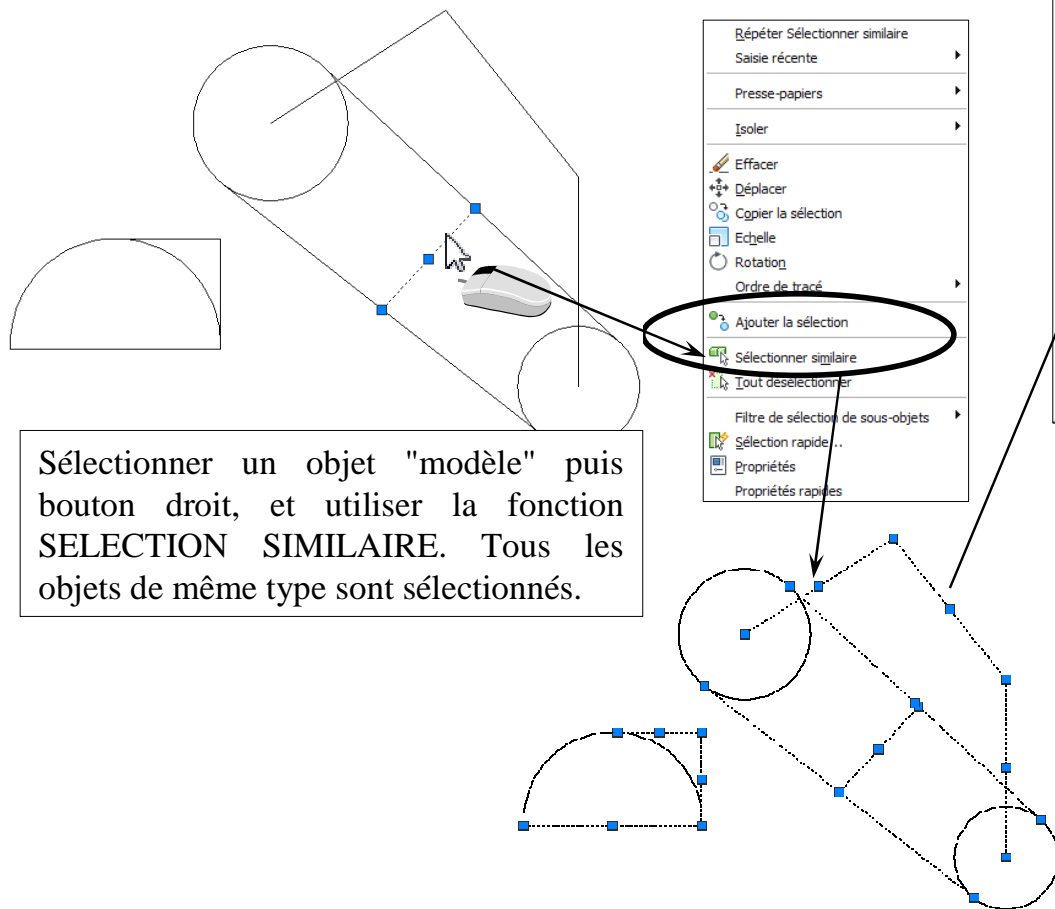 Répéter Sélectionner similaire
Saisie récente
Presse-papiers
Isoler
Effacer
Déplacer
Copier la sélection
Echelle
Rotation
Ordre de tracé
Ajouter la sélection
Sélectionner similaire
Tout désélectionner
Filtre de sélection de sous-objets
Sélection rapide...
Propriétés
Propriétés rapides
Sélectionner un objet "modèle" puis
bouton droit, et utiliser la fonction
SELECTION SIMILAIRE. Tous les
objets de même type sont sélectionnés.